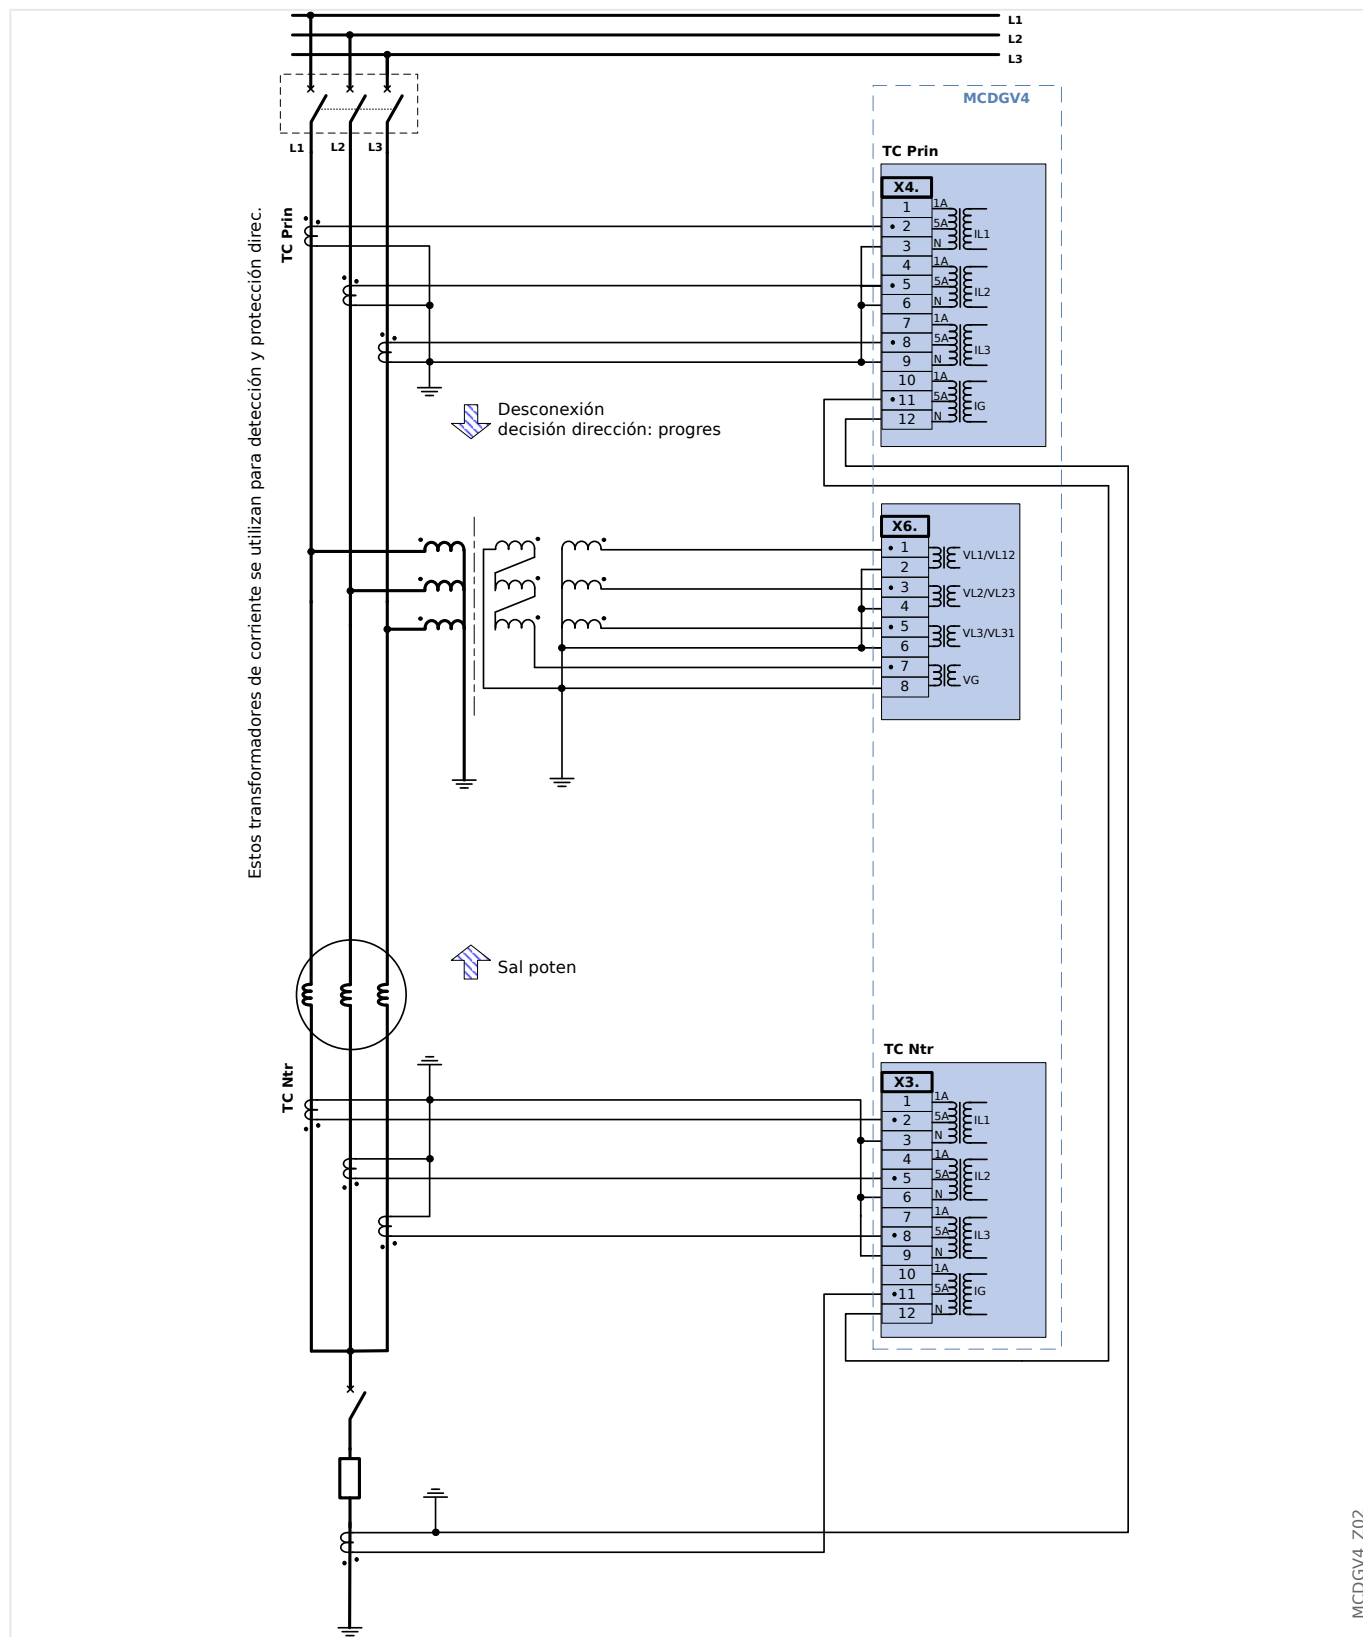 L1
L2
L3
MCDGV4
L1
L2
L3
TC Prin
TC Prin
X4.
1
1A
2
5A
IL1
3
N
4
1A
5
5A
IL2
6
N
7
1A
8
5A
IL3
9
N
10
1A
11
5A
IG
12
N
Estos transformadores de corriente se utilizan para detección y protección direc.
Desconexión
decisión dirección: progres
X6.
1
VL1/VL12
2
3
VL2/VL23
4
5
VL3/VL31
6
7
VG
8
Sal poten
TC Ntr
TC Ntr
X3.
1
1A
2
5A
IL1
3
N
4
1A
5
5A
IL2
6
N
7
1A
8
5A
IL3
9
N
10
1A
11
5A
IG
12
N
MCDGV4_Z02